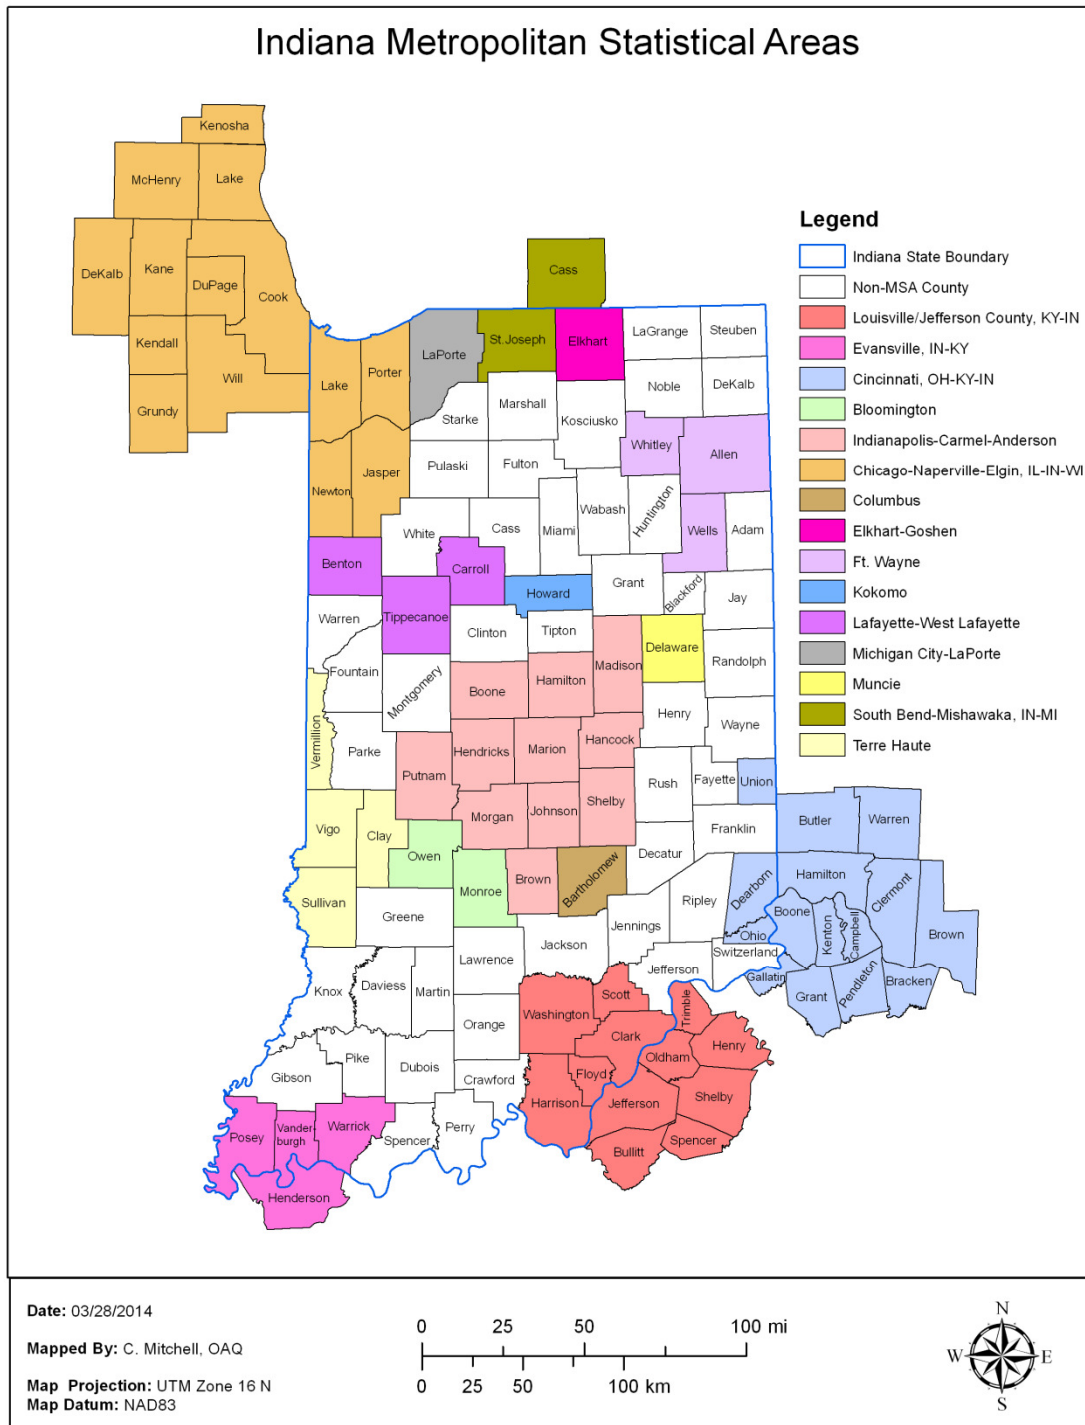 Indiana Metropolitan Statistical Areas
Kenosha
McHenry
Lake
DeKalb
Kane
DuPage
Cook
Kendall
Will
Grundy
Legend
Indiana State Boundary
Non-MSA County
Louisville/Jefferson County, KY-IN
Evansville, IN-KY
Cincinnati, OH-KY-IN
Bloomington
Indianapolis-Carmel-Anderson
Chicago-Naperville-Elgin, IL-IN-WI
Columbus
Elkhart-Goshen
Ft. Wayne
Kokomo
Lafayette-West Lafayette
Michigan City-LaPorte
Muncie
South Bend-Mishawaka, IN-MI
Terre Haute
Cass
Lake
Porter
LaPorte
St.Joseph
Elkhart
LaGrange
Steuben
Noble
DeKalb
Starke
Marshall
Kosciusko
Whitley
Allen
Newton
Jasper
Pulaski
Fulton
White
Cass
Miami
Wabash
Huntington
Wells
Adam
Benton
Carroll
Howard
Grant
Blackford
Jay
Warren
Tippecanoe
Clinton
Tipton
Madison
Delaware
Randolph
Fountain
Montgomery
Boone
Hamilton
Henry
Wayne
Vermillion
Parke
Putnam
Hendricks
Marion
Hancock
Rush
Fayette
Union
Vigo
Clay
Owen
Morgan
Johnson
Shelby
Franklin
Decatur
Butler
Warren
Sullivan
Greene
Monroe
Brown
Bartholomew
Jennings
Ripley
Dearborn
Ohio
Switzerland
Hamilton
Clermont
Boone
Kenton
Campbell
Brown
Gallatin
Grant
Pendleton
Bracken
Knox
Daviess
Martin
Lawrence
Jackson
Jefferson
Orange
Washington
Scott
Clark
Trimble
Henry
Oldham
Gibson
Pike
Dubois
Crawford
Harrison
Floyd
Jefferson
Shelby
Spencer
Bullitt
Posey
Vander-
burgh
Warrick
Spencer
Perry
Henderson
Date: 03/28/2014
Mapped By: C. Mitchell, OAQ
Map Projection: UTM Zone 16 N
Map Datum: NAD83
0 25 50 100 mi
0 25 50 100 km
N
W E
S